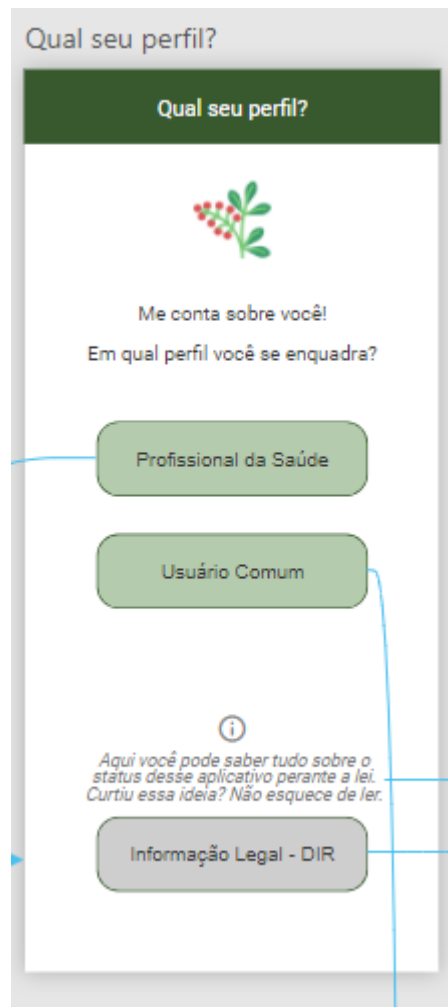 Qual seu perfil?
Qual seu perfil?
Me conta sobre você!
Em qual perfil você se enquadra?
Profissional da Saúde
Usuário Comum
Aqui você pode saber tudo sobre o
status desse aplicativo perante a lei.
Curtiu essa ideia? Não esquece de ler.
Informação Legal - DIR